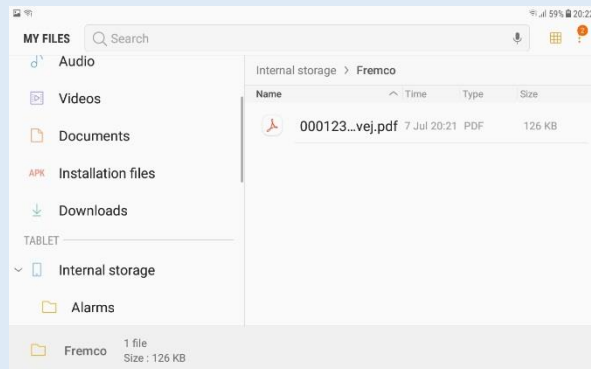 59% 20:22
MY FILES Search 2
Audio
Videos
Documents
APK Installation files
Downloads
TABLET
Internal storage
Alarms
Internal storage > Fremco
Name Time Type Size
000123...vej.pdf 7 Jul 20:21 PDF 126 KB
Fremco
1 file
Size : 126 KB